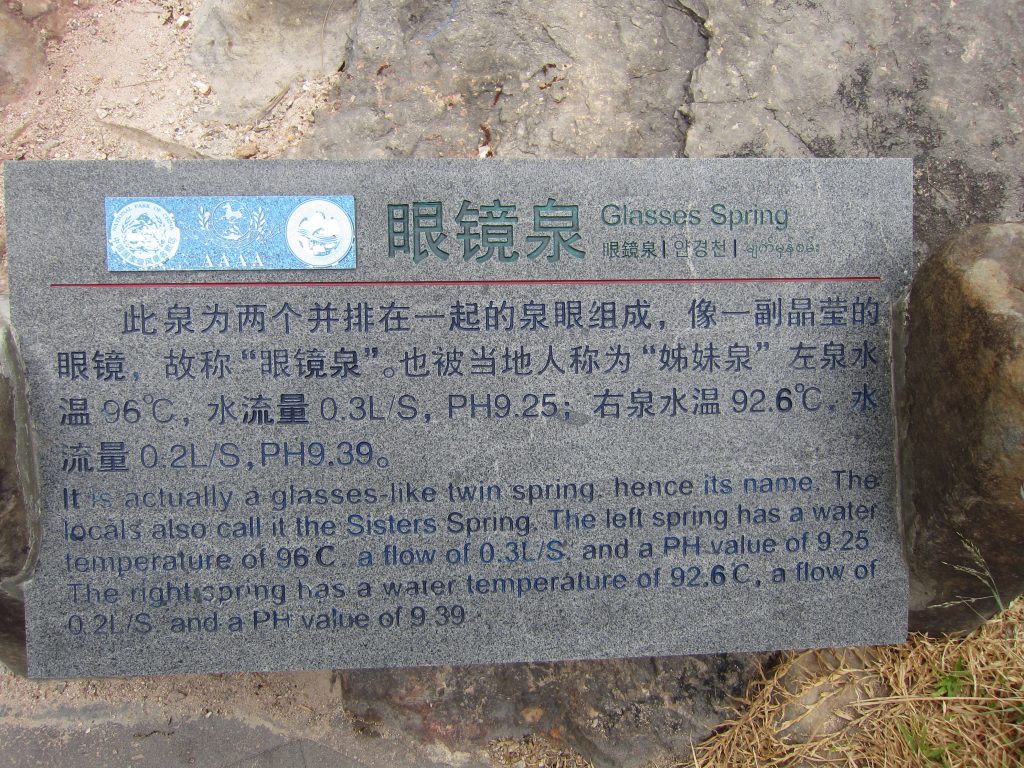 眼镜泉 Glasses Spring
眼鏡泉 | 안경천 | မျက်မှန်စမ်း
AAAA
此泉为两个并排在一起的泉眼组成，像一副晶莹的
眼镜，故称“眼镜泉”。也被当地人称为“姊妹泉” 左泉水
温 96℃，水流量 0.3L/S，PH9.25；右泉水温 92.6℃，水
流量 0.2L/S,PH9.39。
It is actually a glasses-like twin spring, hence its name. The
locals also call it the Sisters Spring. The left spring has a water
temperature of 96℃, a flow of 0.3L/S, and a PH value of 9.25
The right spring has a water temperature of 92.6℃, a flow of
0.2L/S, and a PH value of 9.39